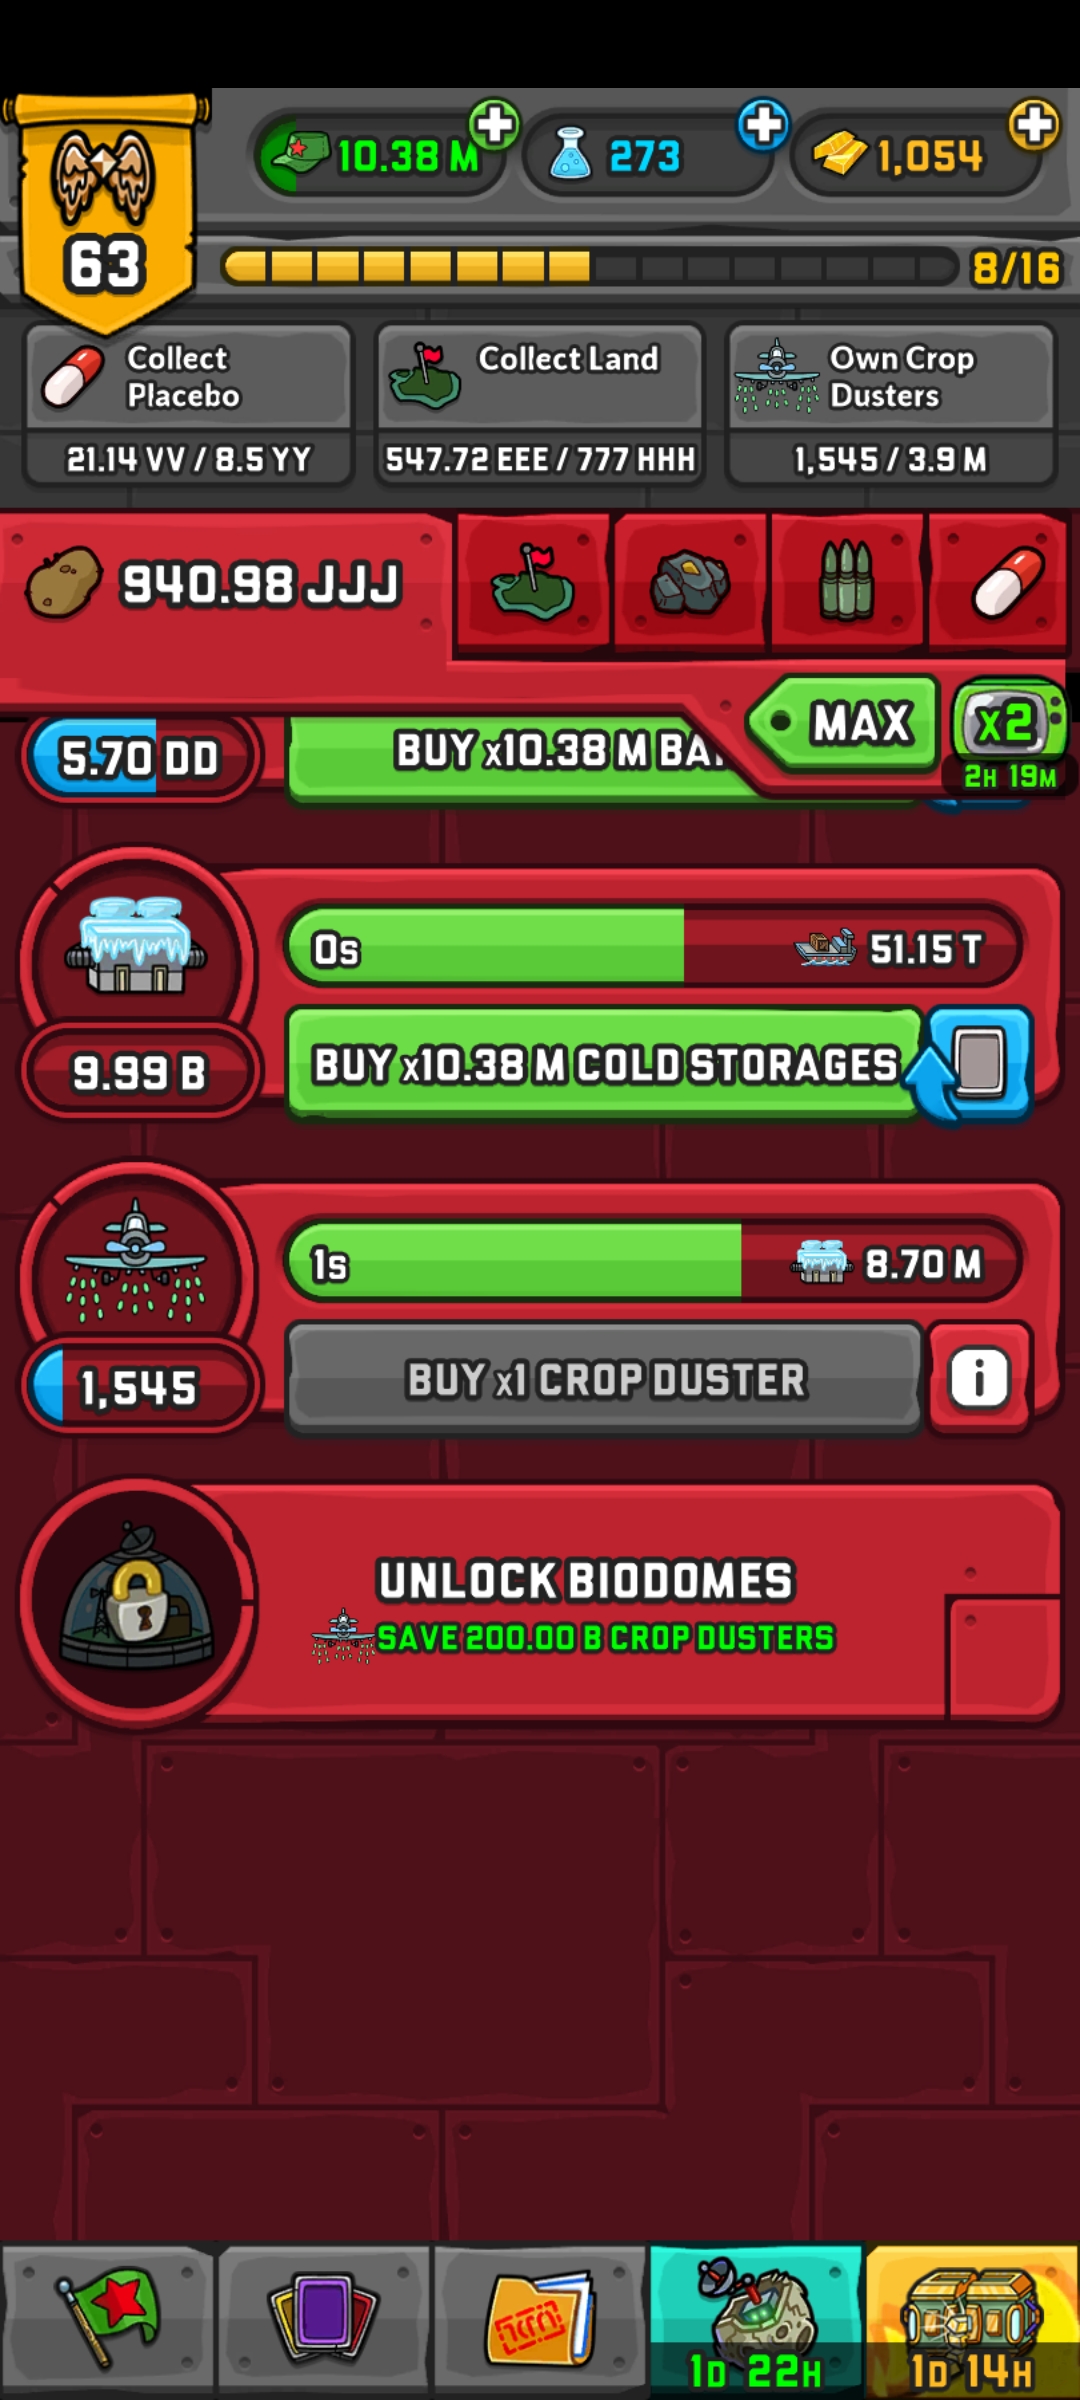 10.38 M
273
1,054
63
8/16
Collect
Placebo
Collect Land
Own Crop
Dusters
21.14 VV / 8.5 YY
547.72 EEE / 777 HHH
1,545 / 3.9 M
940.98 JJJ
MAX
x2
2H 19M
5.70 DD
BUY x10.38 M
0s
51.15 T
9.99 B
BUY x10.38 M COLD STORAGES
1s
8.70 M
1,545
BUY x1 CROP DUSTER
i
UNLOCK BIODOMES
SAVE 200.00 B CROP DUSTERS
1D 22H
1D 14H